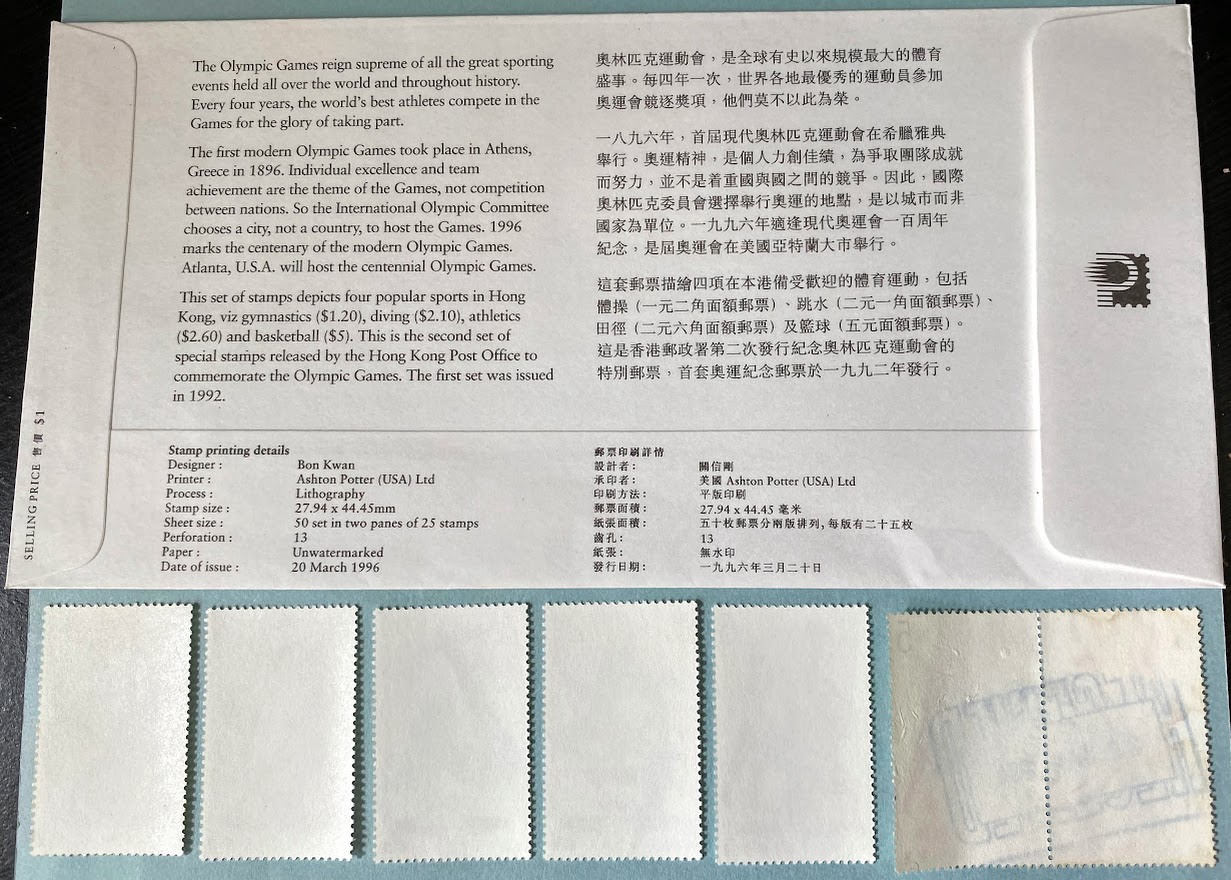 The Olympic Games reign supreme of all the great sporting
events held all over the world and throughout history.
Every four years, the world's best athletes compete in the
Games for the glory of taking part.
The first modern Olympic Games took place in Athens,
Greece in 1896. Individual excellence and team
achievement are the theme of the Games, not competition
between nations. So the International Olympic Committee
chooses a city, not a country, to host the Games. 1996
marks the centenary of the modern Olympic Games.
Atlanta, U.S.A. will host the centennial Olympic Games.
This set of stamps depicts four popular sports in Hong
Kong, viz gymnastics ($1.20), diving ($2.10), athletics
($2.60) and basketball ($5). This is the second set of
special stamps released by the Hong Kong Post Office to
commemorate the Olympic Games. The first set was issued
in 1992.
奧林匹克運動會，是全球有史以來規模最大的體育
盛事。每四年一次，世界各地最優秀的運動員參加
奧運會競逐獎項，他們莫不以此為榮。
一八九六年，首屆現代奧林匹克運動會在希臘雅典
舉行。奧運精神，是個人力創佳績，為爭取團隊成就
而努力，並不是着重國與國之間的競爭。因此，國際
奧林匹克委員會選擇舉行奧運的地點，是以城市而非
國家為單位。一九九六年適逢現代奧運會一百周年
紀念，是屆奧運會在美國亞特蘭大市舉行。
這套郵票描繪四項在本港備受歡迎的體育運動，包括
體操（一元二角面額郵票）、跳水（二元一角面額郵票）、
田徑（二元六角面額郵票）及籃球（五元面額郵票）。
這是香港郵政署第二次發行紀念奧林匹克運動會的
特別郵票，首套奧運紀念郵票於一九九二年發行。
SELLING PRICE 售價 $1
Stamp printing details
Designer : Bon Kwan
Printer : Ashton Potter (USA) Ltd
Process : Lithography
Stamp size : 27.94 x 44.45mm
Sheet size : 50 set in two panes of 25 stamps
Perforation : 13
Paper : Unwatermarked
Date of issue : 20 March 1996
郵票印刷詳情
設計者： 關信剛
承印者： 美國 Ashton Potter (USA) Ltd
印刷方法： 平版印刷
郵票面積： 27.94 x 44.45 毫米
紙張面積： 五十枚郵票分兩版排列，每版有二十五枚
齒孔： 13
紙張： 無水印
發行日期： 一九九六年三月二十日